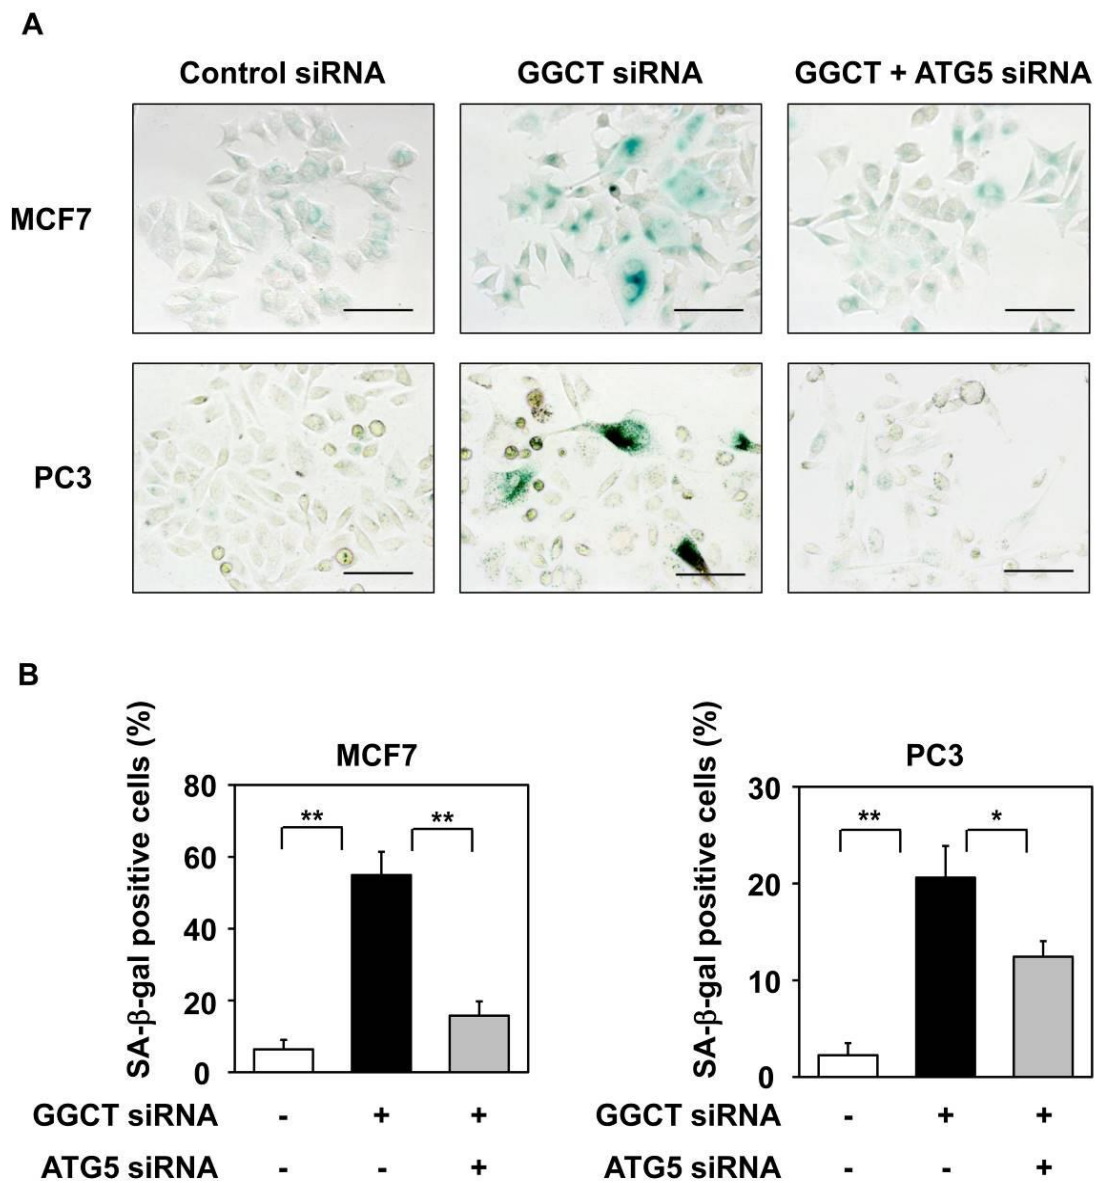 A
Control siRNA
GGCT siRNA
GGCT + ATG5 siRNA
MCF7
PC3
B
SA-β-gal positive cells (%)
MCF7
80
60
40
20
0
**
**
GGCT siRNA - + +
ATG5 siRNA - - +
SA-β-gal positive cells (%)
PC3
30
20
10
0
**
*
GGCT siRNA - + +
ATG5 siRNA - - +